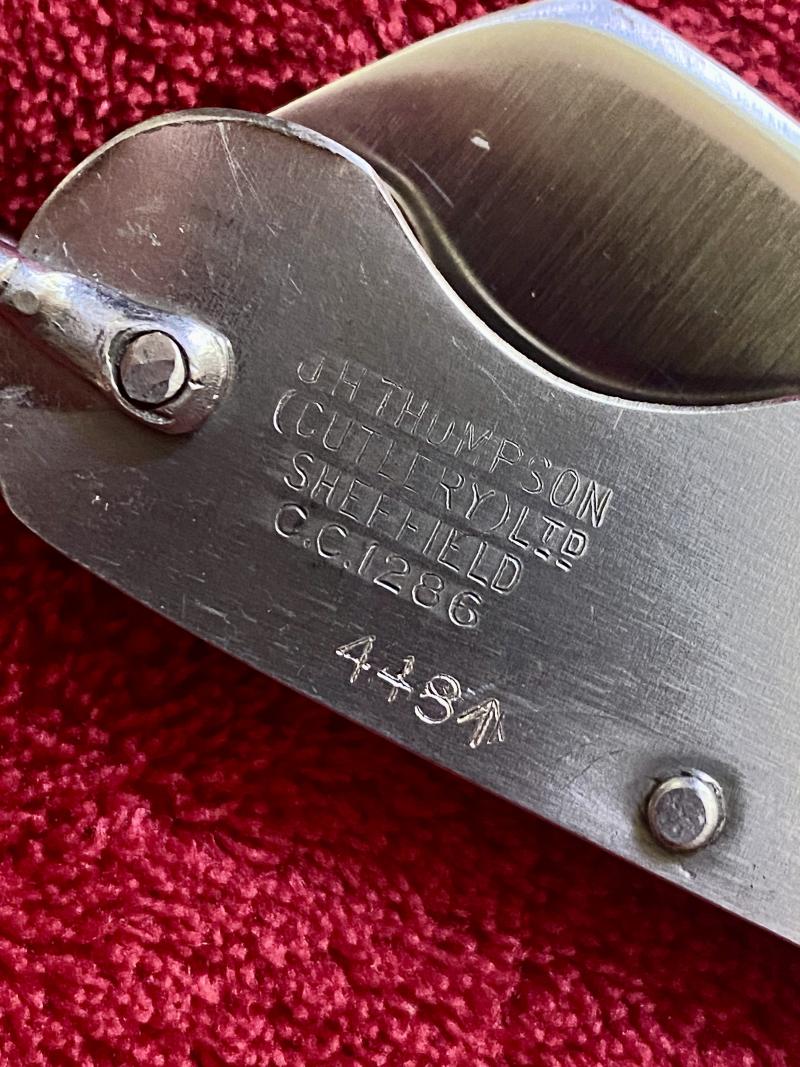 J H THOMPSON
(CUTLERY) LTD
SHEFFIELD
C.C.1286
448↑